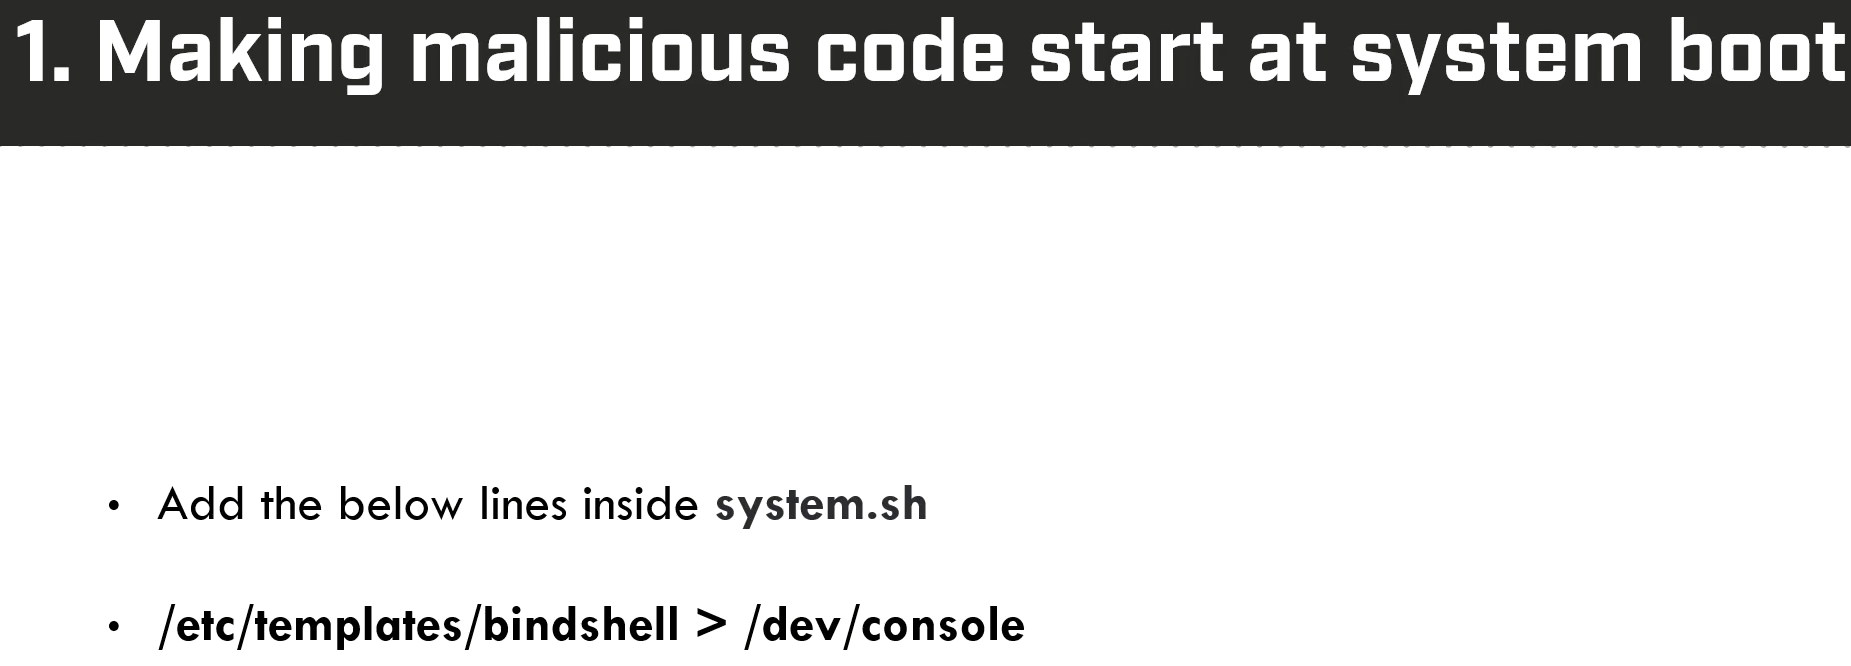 1. Making malicious code start at system boot
• Add the below lines inside system.sh
• /etc/templates/bindshell > /dev/console